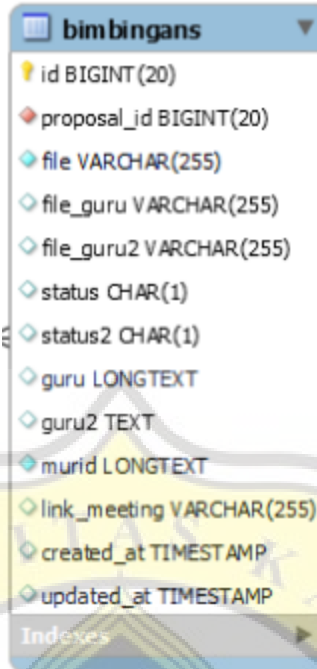 bimbingans
id BIGINT(20)
proposal_id BIGINT(20)
file VARCHAR(255)
file_guru VARCHAR(255)
file_guru2 VARCHAR(255)
status CHAR(1)
status2 CHAR(1)
guru LONGTEXT
guru2 TEXT
murid LONGTEXT
link_meeting VARCHAR(255)
created_at TIMESTAMP
updated_at TIMESTAMP
Indexes